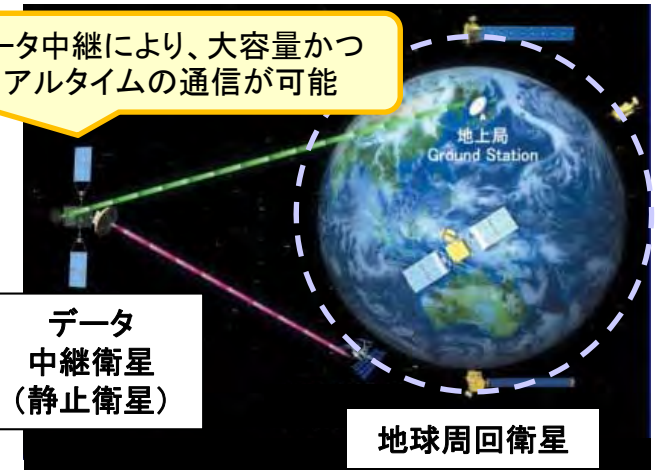 ータ中継により、大容量かつ
アルタイムの通信が可能
地上局
Ground Station
データ
中継衛星
(静止衛星)
地球周回衛星